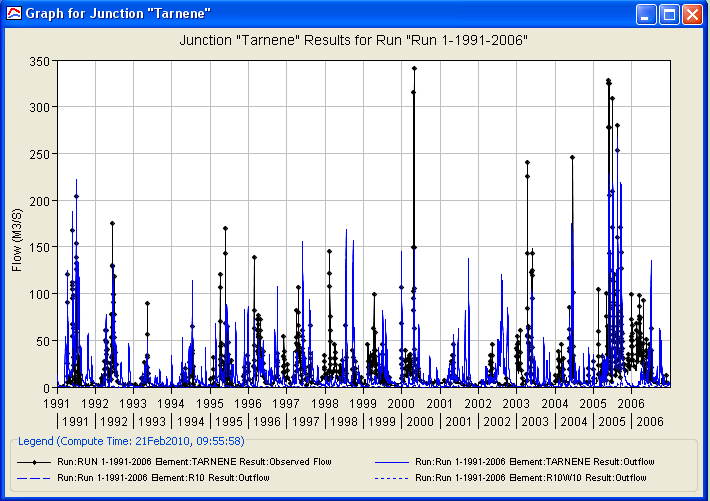 Graph for Junction "Tarnene"
Junction "Tarnene" Results for Run "Run 1-1991-2006"
350
300
250
200
150
100
50
0
Flow (M3/S)
1991 1992 1992 1993 1994 1995 1996 1997 1998 1999 2000 2001 2002 2003 2004 2005 2006
1991 1992 1993 1994 1995 1996 1997 1998 1999 2000 2001 2002 2003 2004 2005 2006
Legend (Compute Time: 21Feb2010, 09:55:58)
Run:RUN 1-1991-2006 Element:TARNENE Result:Observed Flow
Run:Run 1-1991-2006 Element:TARNENE Result:Outflow
Run:Run 1-1991-2006 Element:R10 Result:Outflow
Run:Run 1-1991-2006 Element:R10W10 Result:Outflow